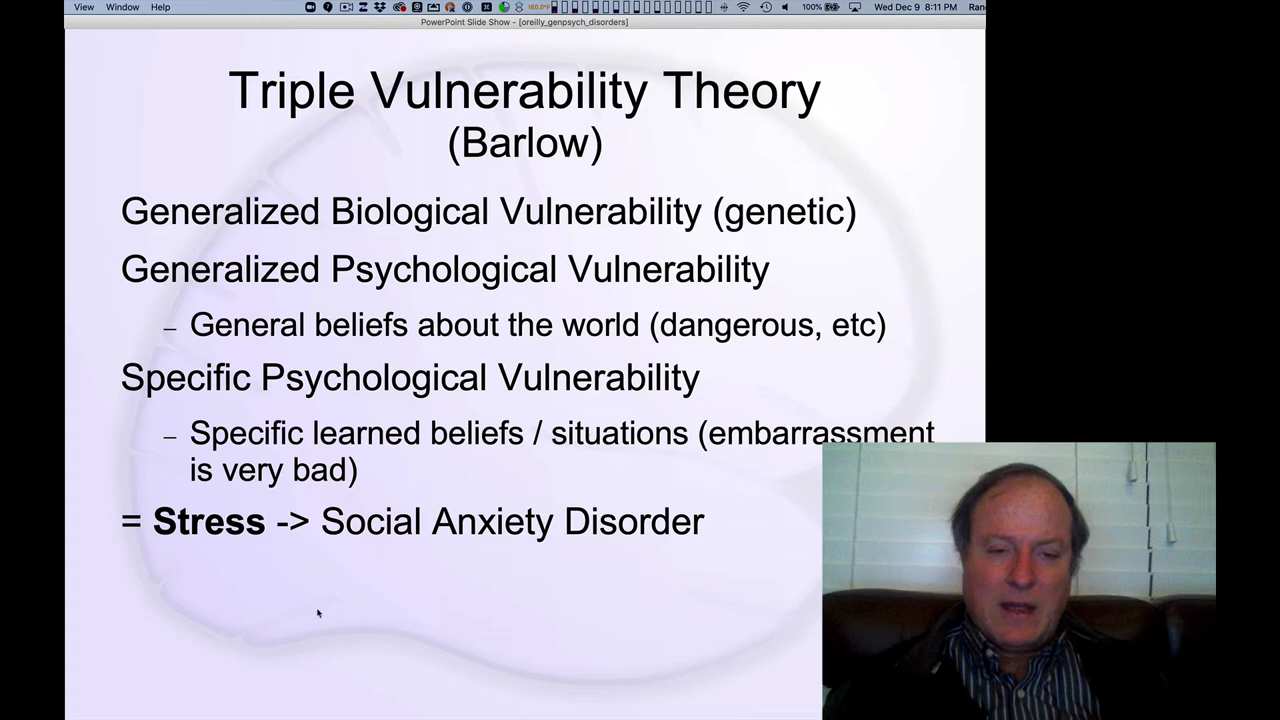 View Window Help 100% Wed Dec 9 8:11 PM
PowerPoint Slide Show - [oreilly_genpsych_disorders]
Triple Vulnerability Theory
(Barlow)
Generalized Biological Vulnerability (genetic)
Generalized Psychological Vulnerability
– General beliefs about the world (dangerous, etc)
Specific Psychological Vulnerability
– Specific learned beliefs / situations (embarrassment
is very bad)
= Stress -> Social Anxiety Disorder